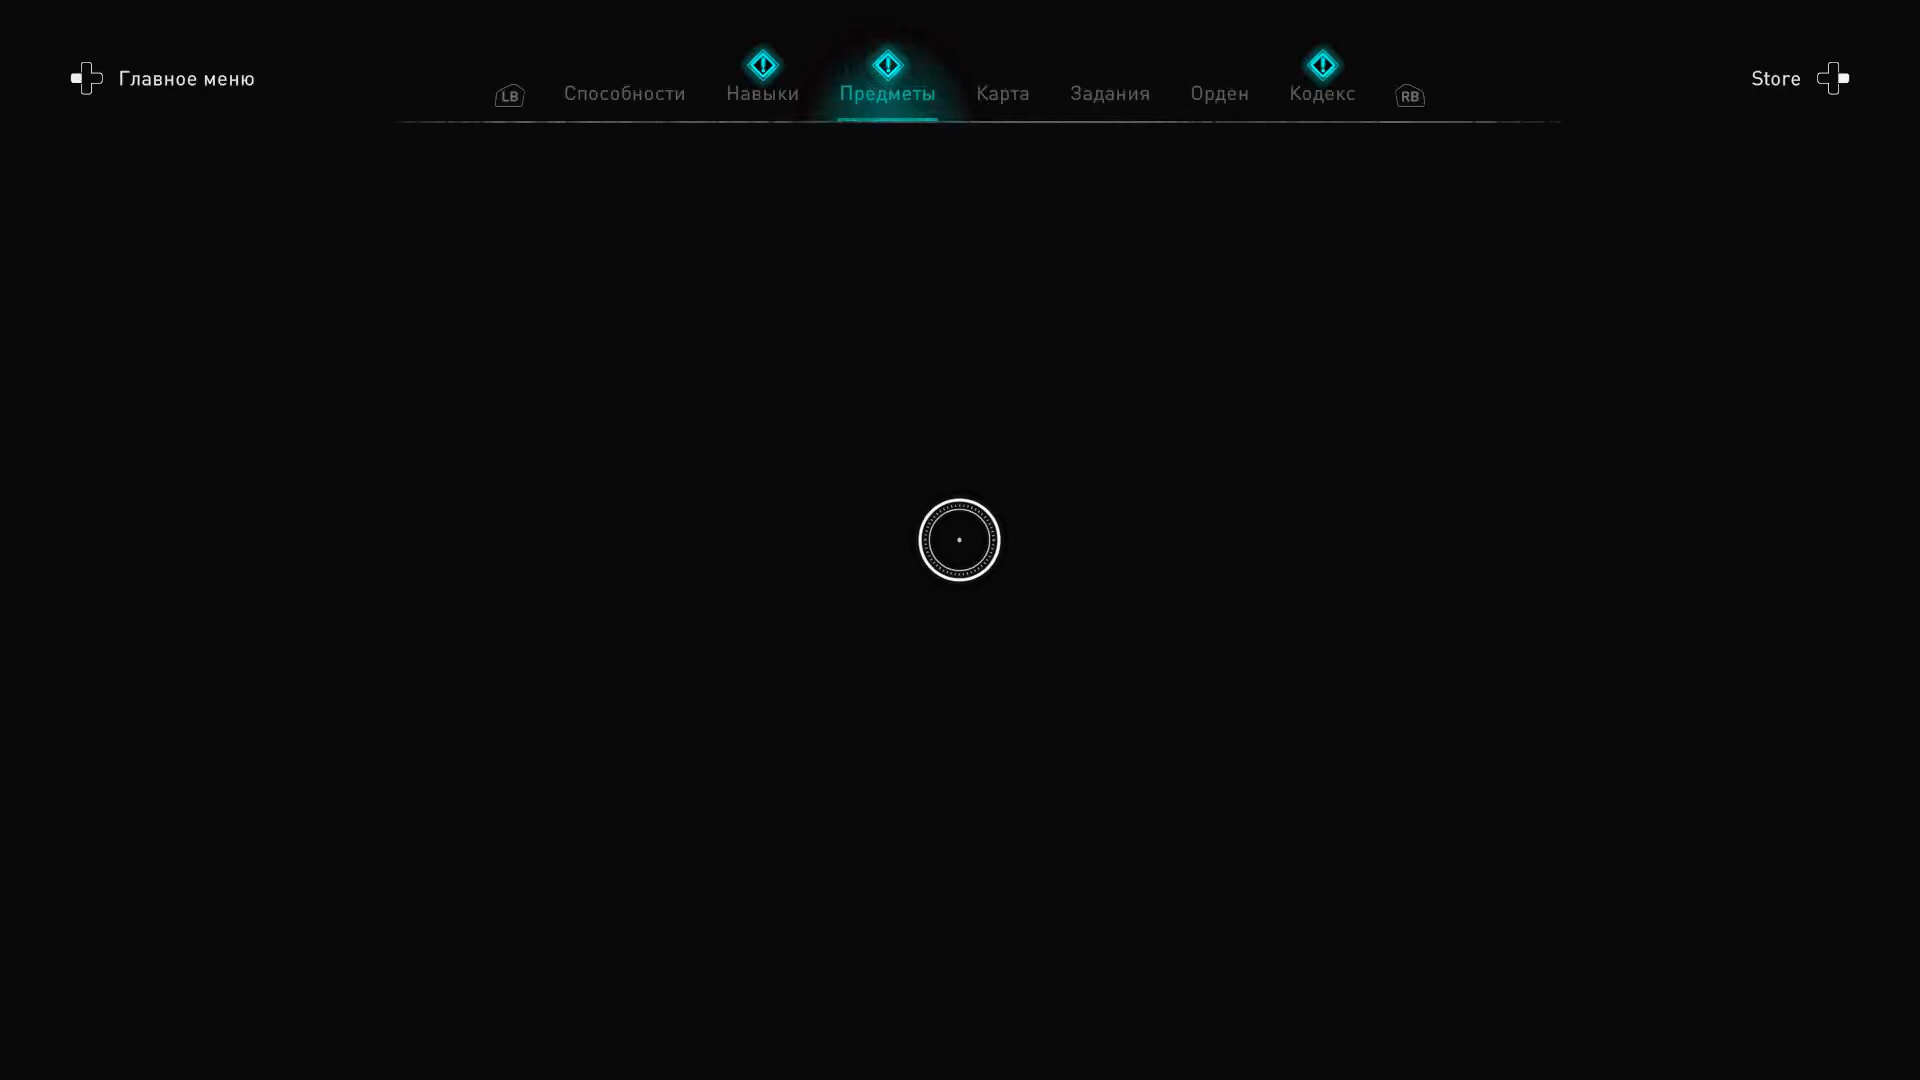 Главное меню
LB Способности Навыки Предметы Карта Задания Орден Кодекс RB
Store